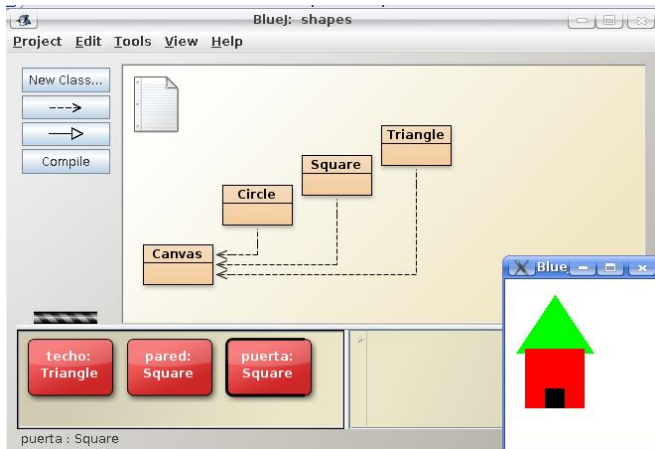 BlueJ: shapes
Project Edit Tools View Help
New Class...
Compile
Triangle
Square
Circle
Canvas
Blue
techo:
Triangle
pared:
Square
puerta:
Square
puerta : Square